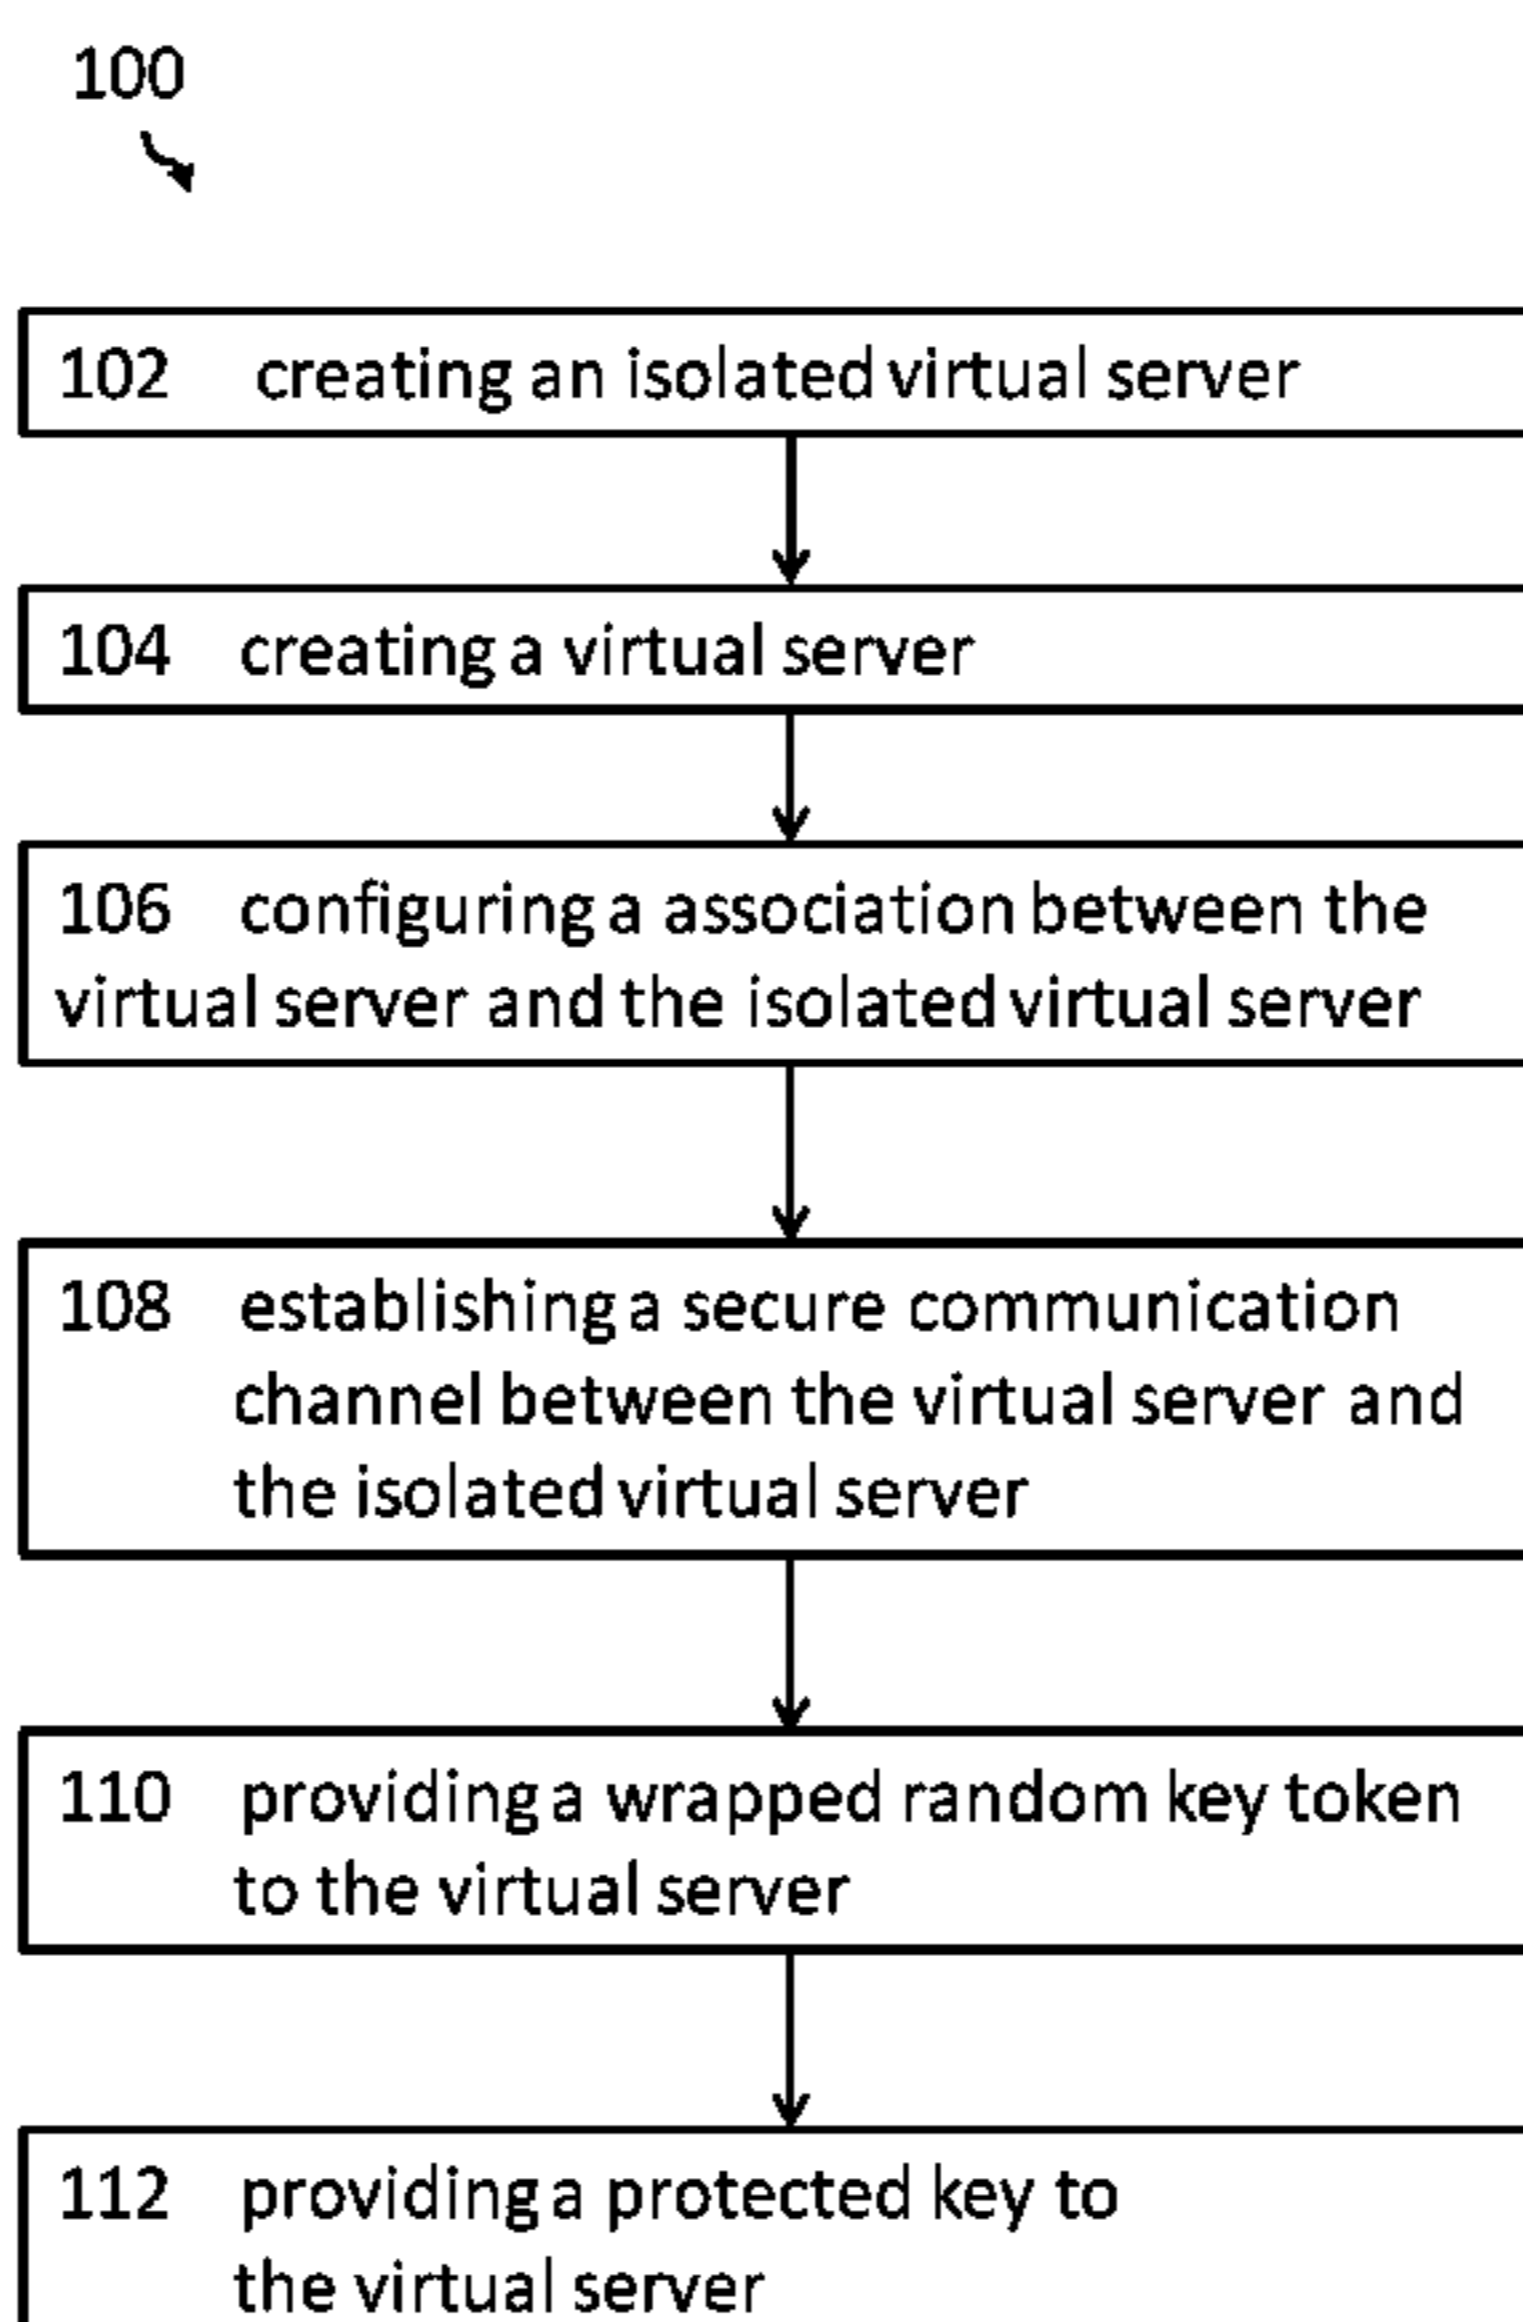 100
102 creating an isolated virtual server
104 creating a virtual server
106 configuring a association between the
virtual server and the isolated virtual server
108 establishing a secure communication
channel between the virtual server and
the isolated virtual server
110 providing a wrapped random key token
to the virtual server
112 providing a protected key to
the virtual server